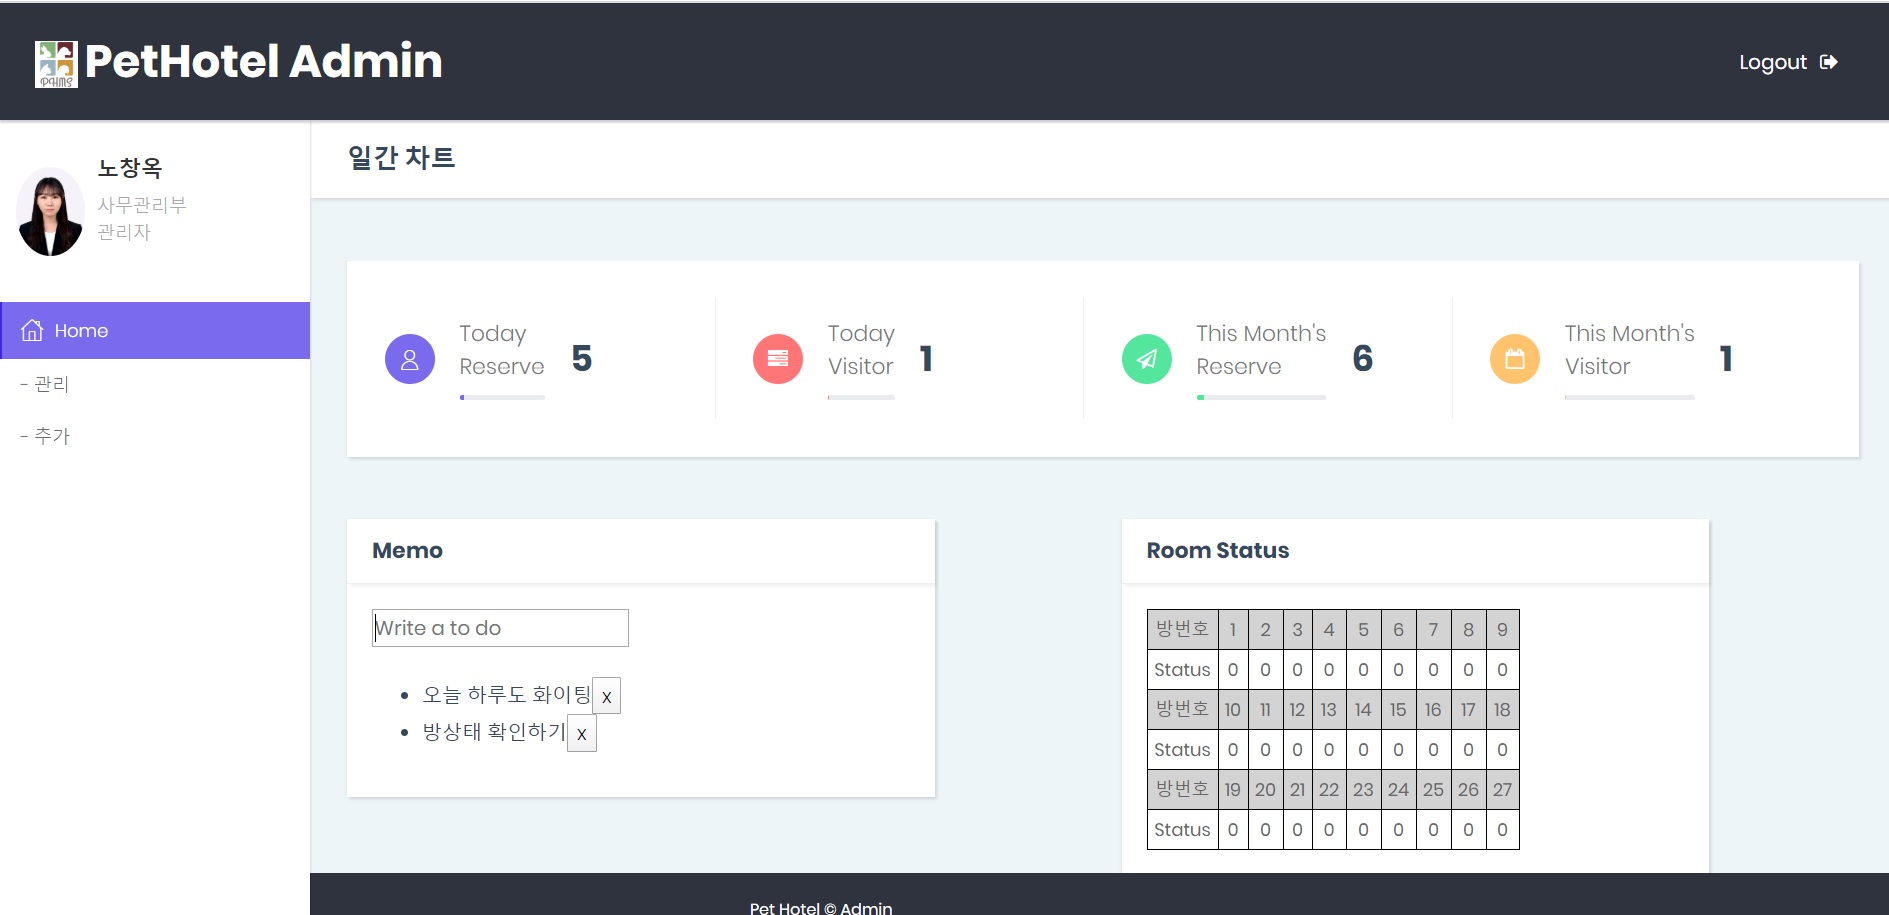 PHMS
PetHotel Admin
Logout
노창옥
사무관리부
관리자
Home
- 관리
- 추가
일간 차트
Today
Reserve
5
Today
Visitor
1
This Month's
Reserve
6
This Month's
Visitor
1
Memo
Write a to do
오늘 하루도 화이팅 X
방상태 확인하기 X
Room Status
방번호 1 2 3 4 5 6 7 8 9
Status 0 0 0 0 0 0 0 0 0
방번호 10 11 12 13 14 15 16 17 18
Status 0 0 0 0 0 0 0 0 0
방번호 19 20 21 22 23 24 25 26 27
Status 0 0 0 0 0 0 0 0 0
Pet Hotel © Admin